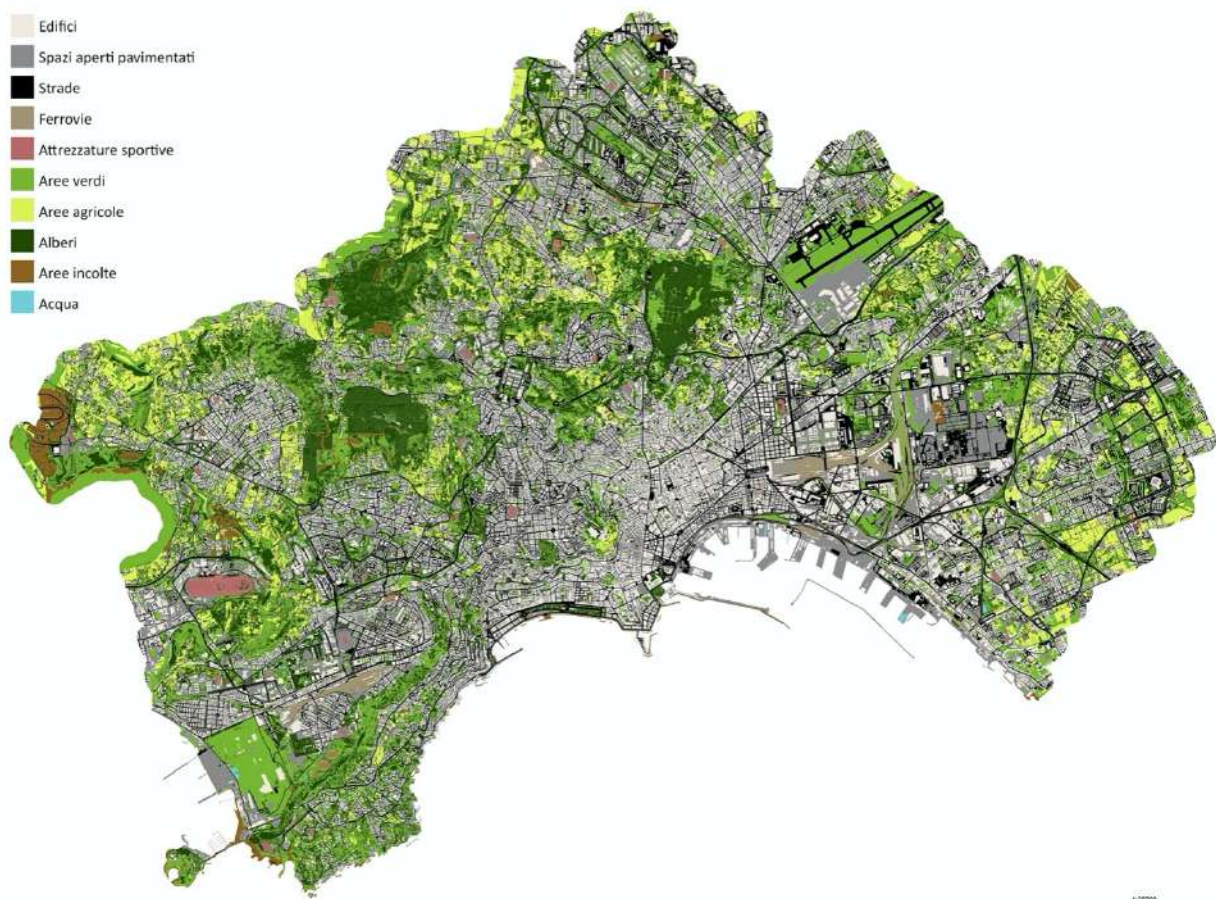 Edifici
Spazi aperti pavimentati
Strade
Ferrovie
Attrezzature sportive
Aree verdi
Aree agricole
Alberi
Aree incolte
Acqua